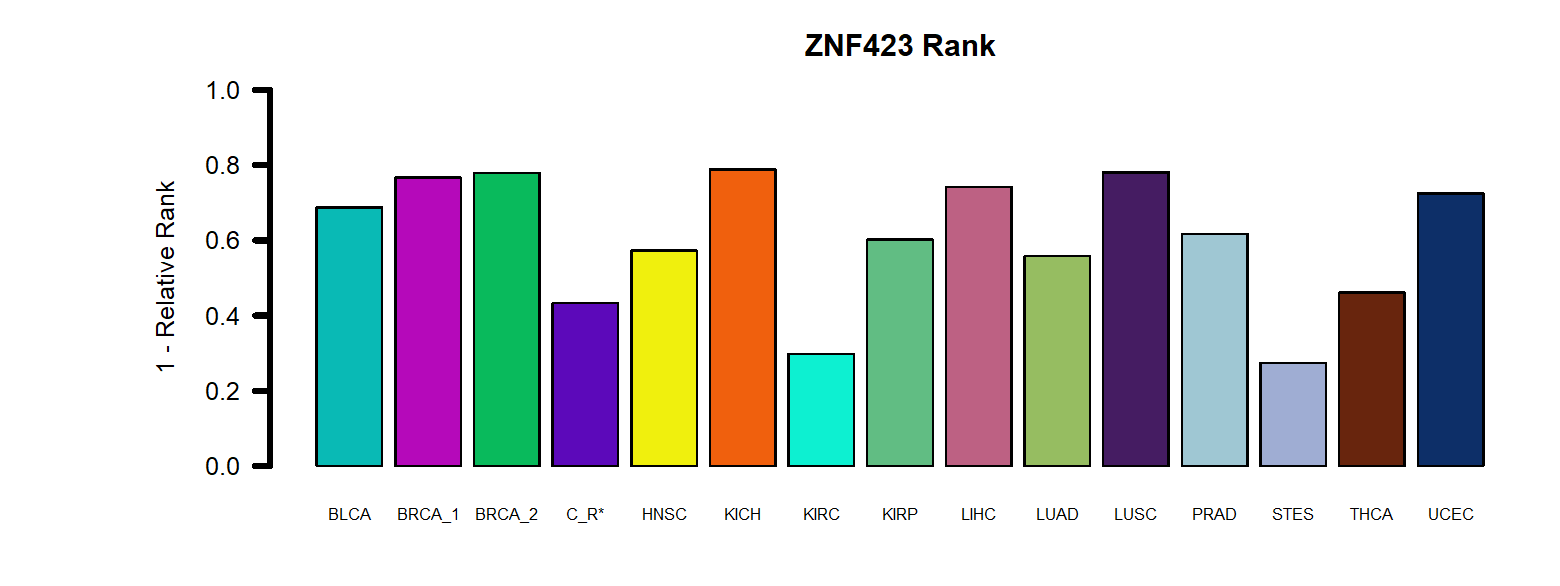 ZNF423 Rank
1 - Relative Rank
1.0
0.8
0.6
0.4
0.2
0.0
BLCA BRCA_1 BRCA_2 C_R* HNSC KICH KIRC KIRP LIHC LUAD LUSC PRAD STES THCA UCEC